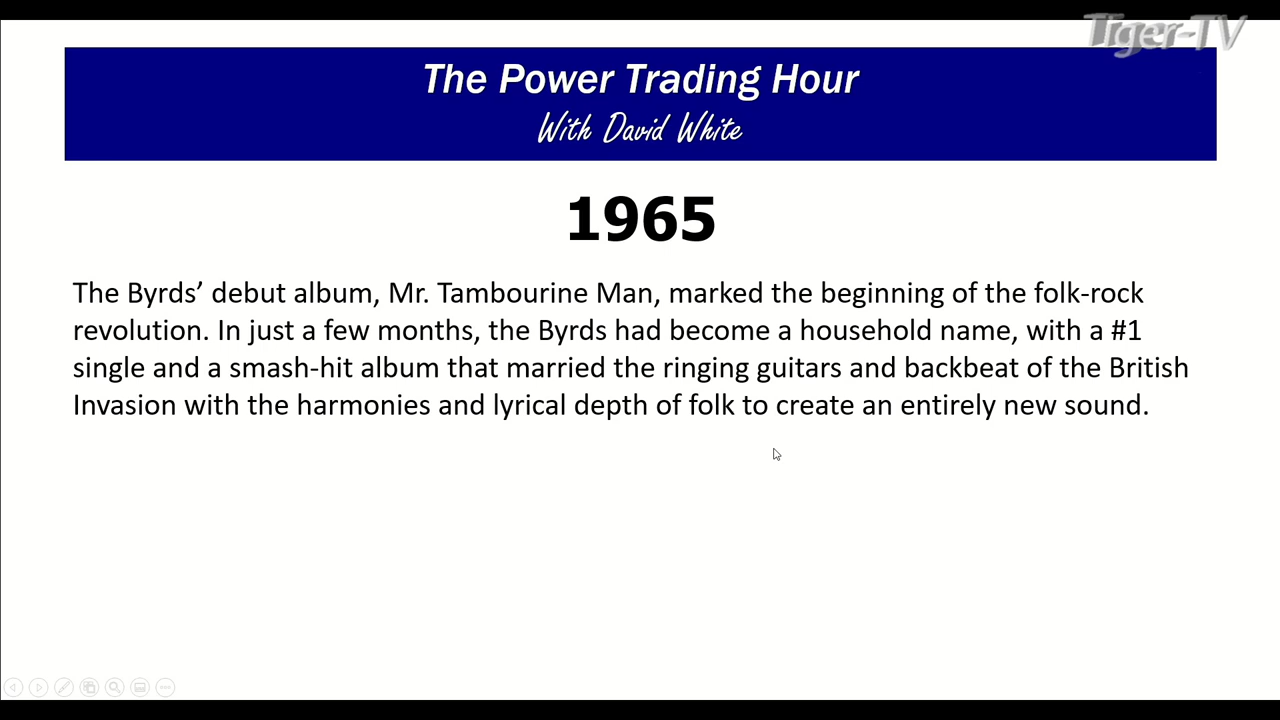 Tiger-TV
The Power Trading Hour
With David White
1965
The Byrds’ debut album, Mr. Tambourine Man, marked the beginning of the folk-rock
revolution. In just a few months, the Byrds had become a household name, with a #1
single and a smash-hit album that married the ringing guitars and backbeat of the British
Invasion with the harmonies and lyrical depth of folk to create an entirely new sound.